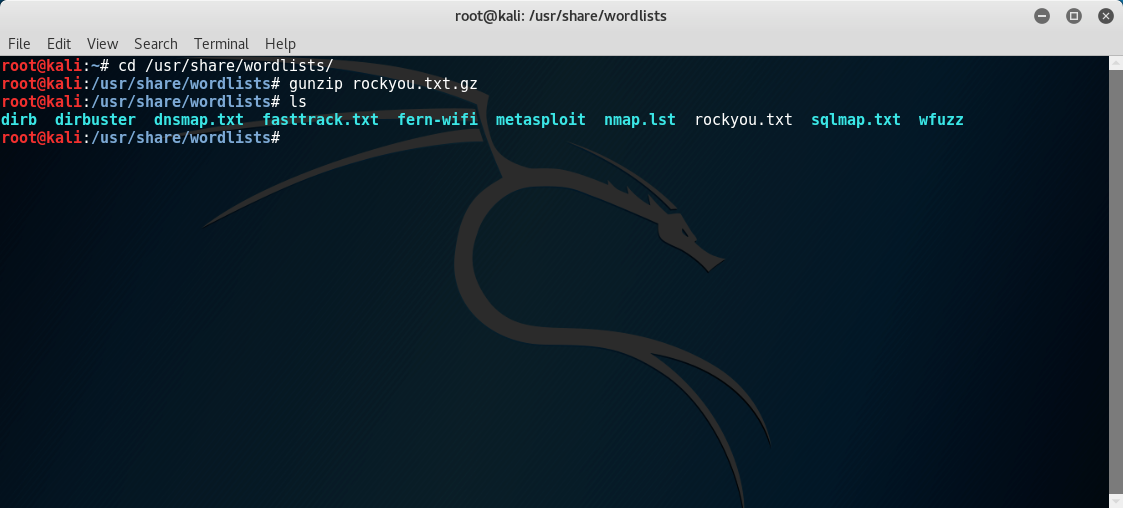 root@kali: /usr/share/wordlists
File Edit View Search Terminal Help
root@kali:~# cd /usr/share/wordlists/
root@kali:/usr/share/wordlists# gunzip rockyou.txt.gz
root@kali:/usr/share/wordlists# ls
dirb dirbuster dnsmap.txt fasttrack.txt fern-wifi metasploit nmap.lst rockyou.txt sqlmap.txt wfuzz
root@kali:/usr/share/wordlists#